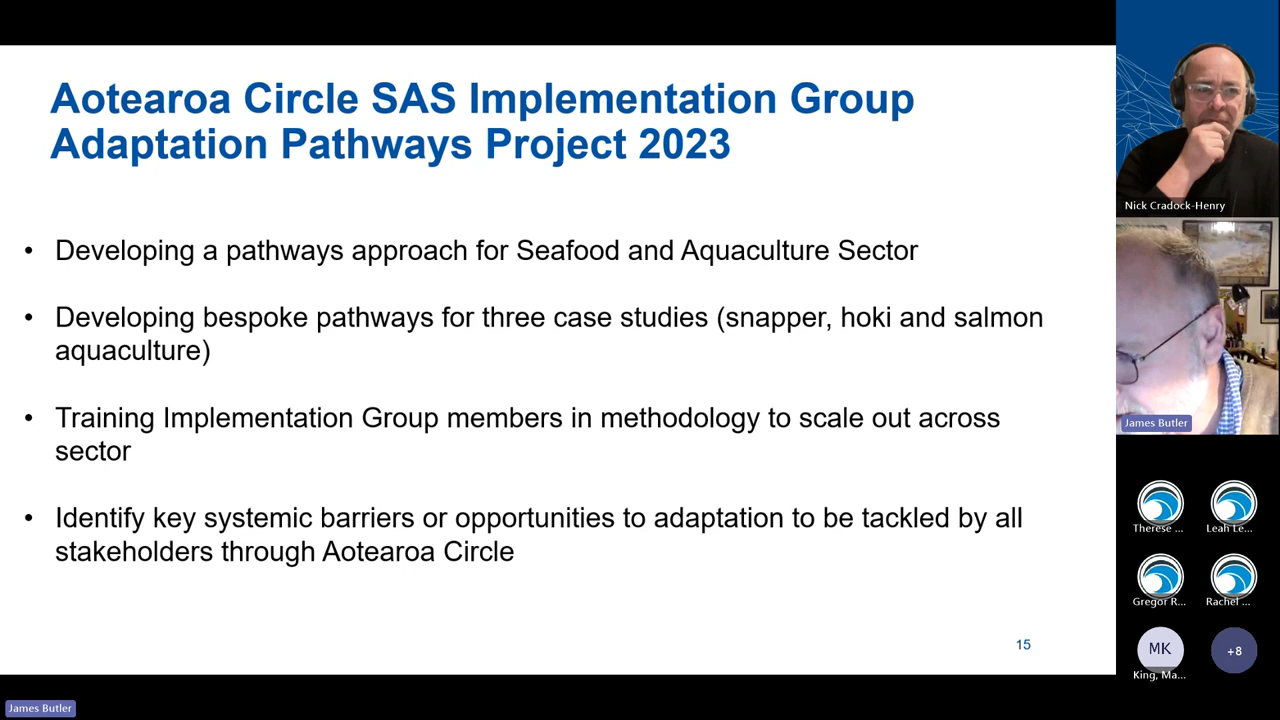 Aotearoa Circle SAS Implementation Group
Adaptation Pathways Project 2023
• Developing a pathways approach for Seafood and Aquaculture Sector
• Developing bespoke pathways for three case studies (snapper, hoki and salmon
aquaculture)
• Training Implementation Group members in methodology to scale out across
sector
• Identify key systemic barriers or opportunities to adaptation to be tackled by all
stakeholders through Aotearoa Circle
15
Nick Cradock-Henry
James Butler
Therese ...
Leah Le...
Gregor R...
Rachel ...
MK
King, Ma...
+8
James Butler